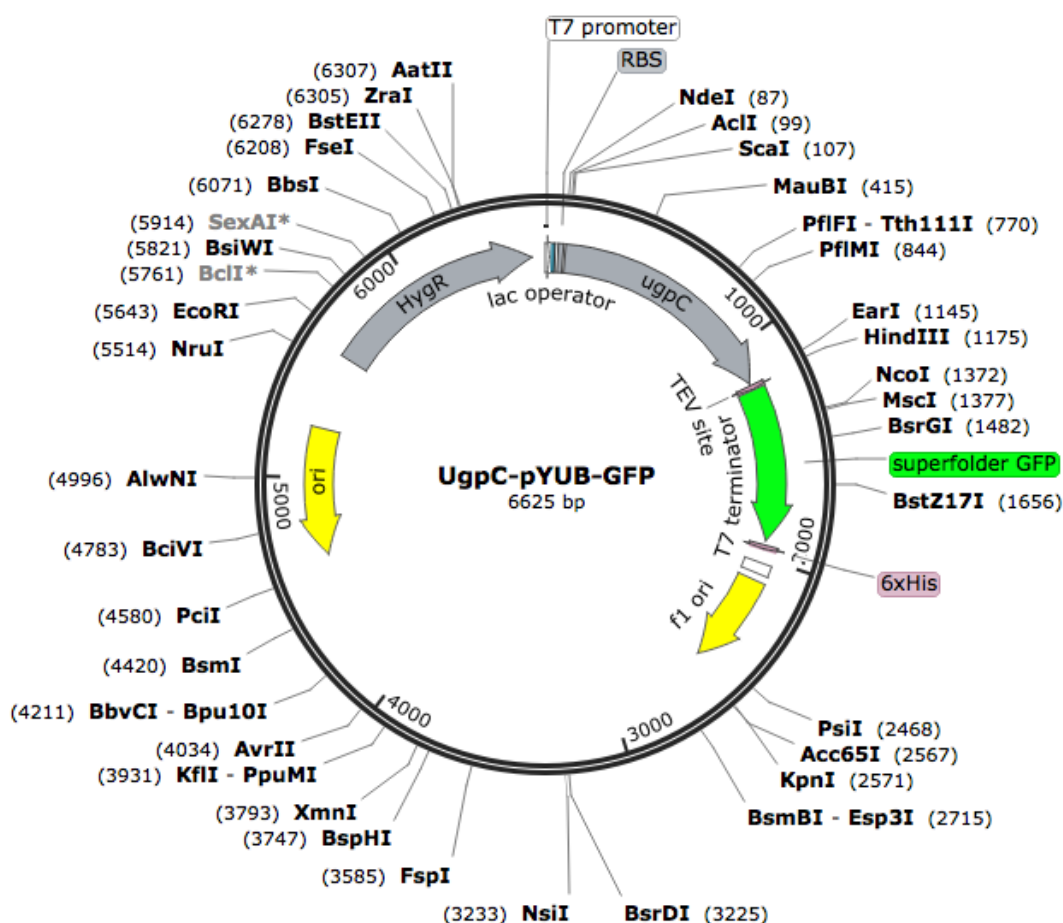 T7 promoter
RBS
(6307) AatII
(6305) ZraI
(6278) BstEII
(6208) FseI
(6071) BbsI
(5914) SexAI*
(5821) BsiWI
(5761) BclI*
(5643) EcoRI
(5514) NruI
(4996) AlwNI
(4783) BciVI
(4580) PciI
(4420) BsmI
(4211) BbvCI - Bpu10I
(4034) AvrII
(3931) KflI - PpuMI
(3793) XmnI
(3747) BspHI
(3585) FspI
(3233) NsiI
BsrDI (3225)
NdeI (87)
AclI (99)
ScaI (107)
MauBI (415)
PflFI - Tth111I (770)
PflMI (844)
EarI (1145)
HindIII (1175)
NcoI (1372)
MscI (1377)
BsrGI (1482)
superfolder GFP
BstZ17I (1656)
6xHis
PsiI (2468)
Acc65I (2567)
KpnI (2571)
BsmBI - Esp3I (2715)
HygR
lac operator
ugpC
TEV site
T7 terminator
f1 ori
ori
UgpC-pYUB-GFP
6625 bp
1000
2000
3000
4000
5000
6000